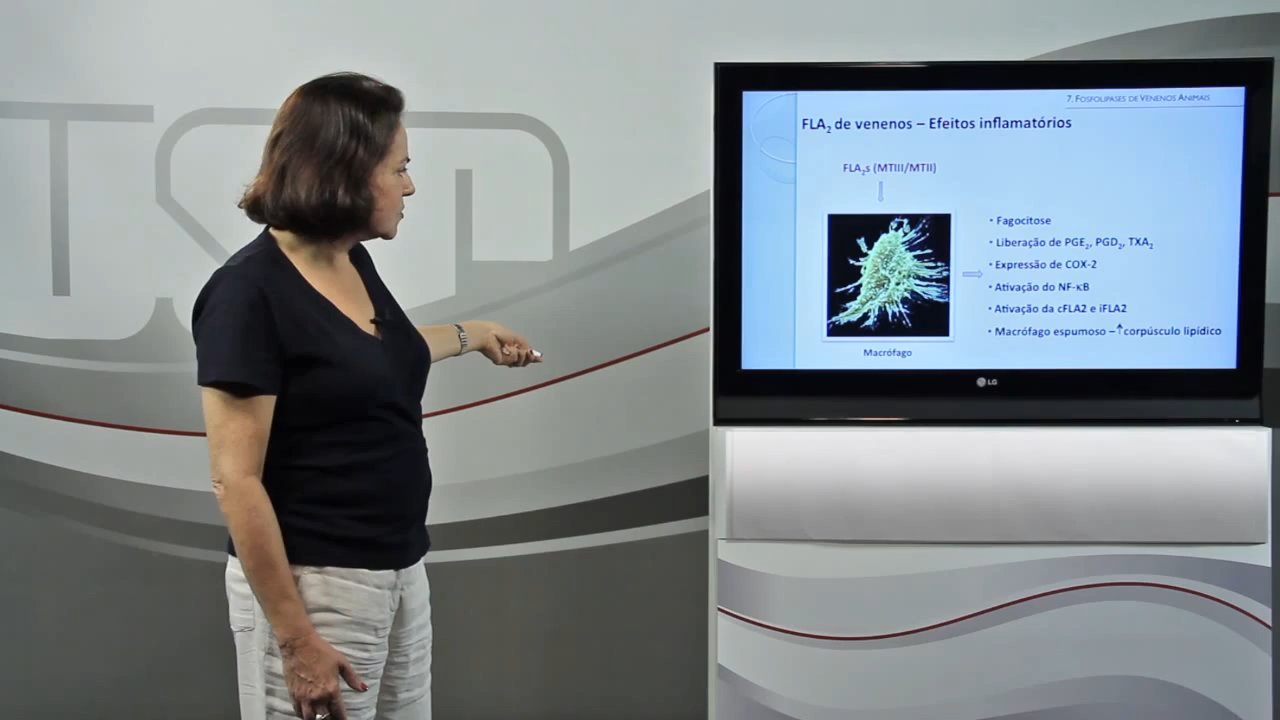 7. FOSFOLIPASES DE VENENOS ANIMAIS
FLA₂ de venenos – Efeitos inflamatórios
FLA₂s (MTIII/MTII)
• Fagocitose
• Liberação de PGE₂, PGD₂, TXA₂
• Expressão de COX-2
• Ativação do NF-κB
• Ativação da cFLA2 e iFLA2
• Macrófago espumoso – ↑ corpúsculo lipídico
Macrófago
LG